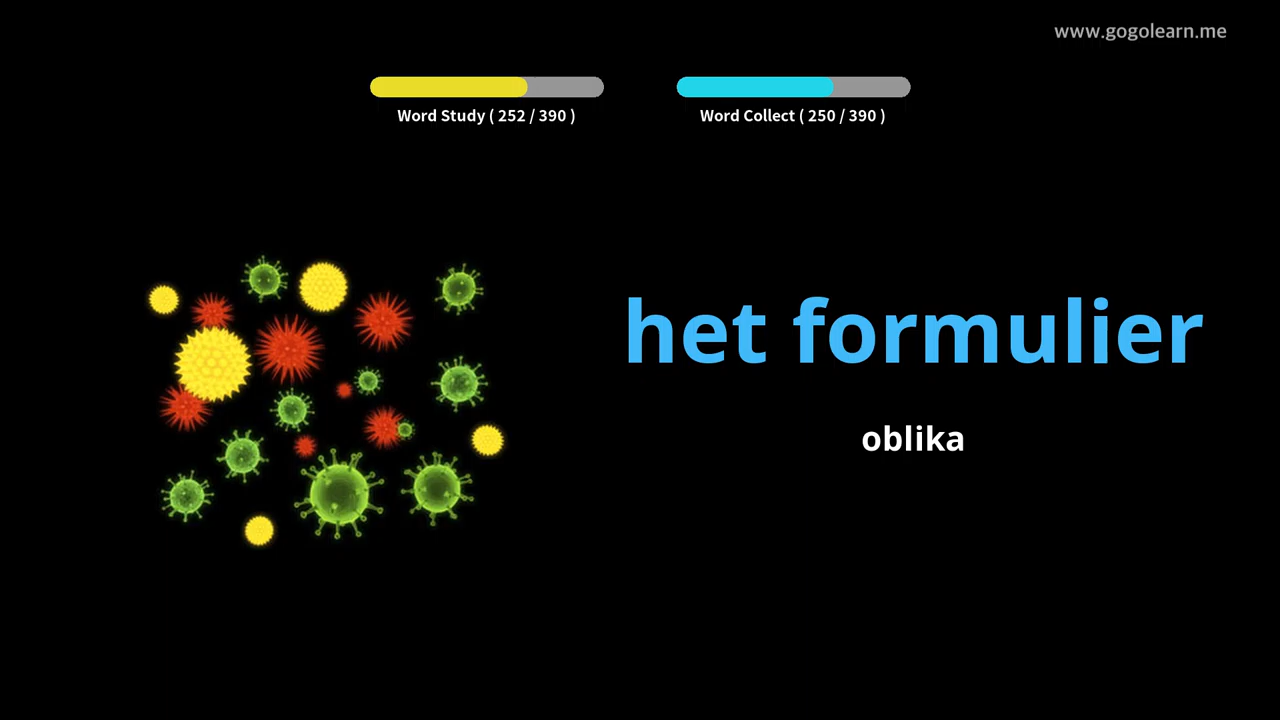 www.gogolearn.me
Word Study ( 252 / 390 )
Word Collect ( 250 / 390 )
het formulier
oblika